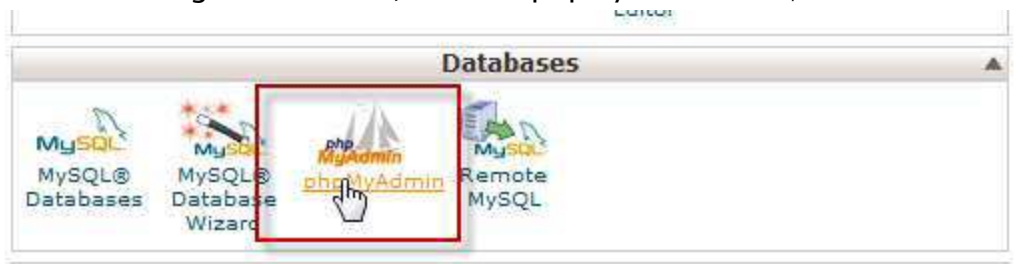 Editor
Databases
MySQL
MySQL
php
MyAdmin
MySQL
MySQL®
Databases
MySQL®
Database
Wizard
phpMyAdmin
Remote
MySQL